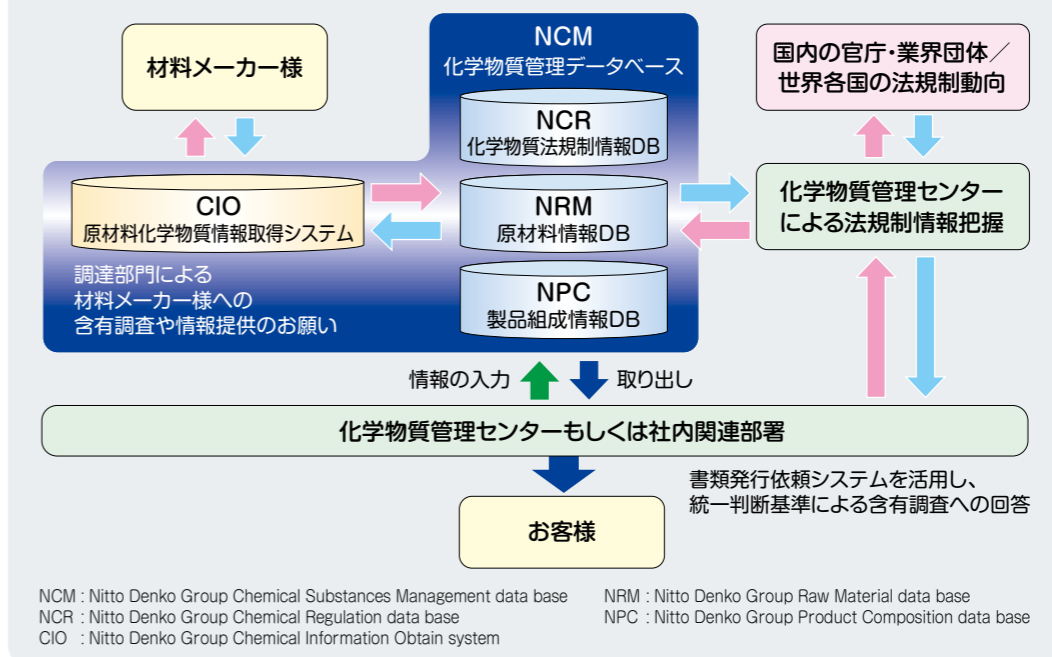 材料メーカー様
NCM
化学物質管理データベース
国内の官庁・業界団体／
世界各国の法規制動向
NCR
化学物質法規制情報DB
CIO
原材料化学物質情報取得システム
NRM
原材料情報DB
化学物質管理センター
による法規制情報把握
調達部門による
材料メーカー様への
含有調査や情報提供のお願い
NPC
製品組成情報DB
情報の入力
取り出し
化学物質管理センターもしくは社内関連部署
書類発行依頼システムを活用し、
統一判断基準による含有調査への回答
お客様
NCM : Nitto Denko Group Chemical Substances Management data base
NCR : Nitto Denko Group Chemical Regulation data base
CIO : Nitto Denko Group Chemical Information Obtain system
NRM : Nitto Denko Group Raw Material data base
NPC : Nitto Denko Group Product Composition data base